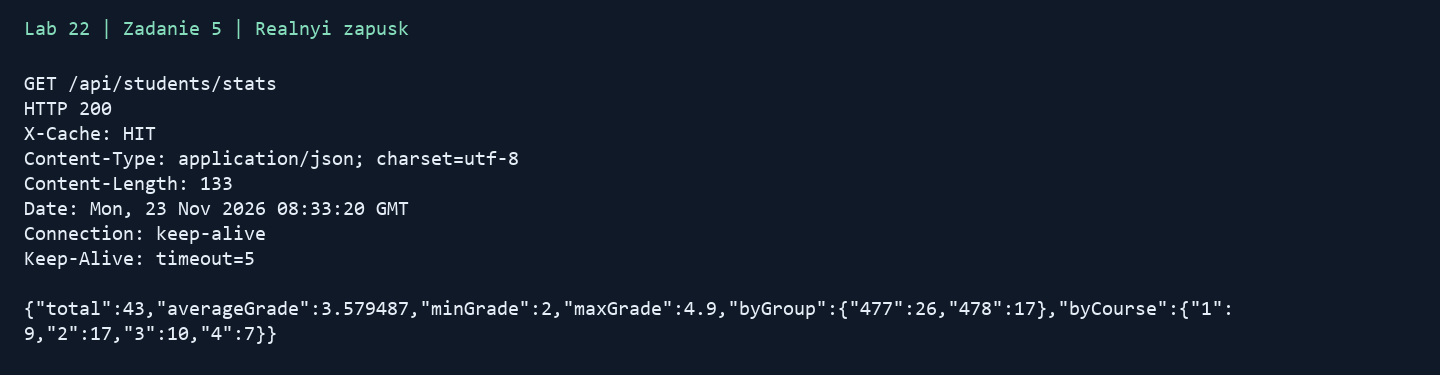 Lab 22 | Zadanie 5 | Realnyi zapusk
GET /api/students/stats
HTTP 200
X-Cache: HIT
Content-Type: application/json; charset=utf-8
Content-Length: 133
Date: Mon, 23 Nov 2026 08:33:20 GMT
Connection: keep-alive
Keep-Alive: timeout=5
{"total":43,"averageGrade":3.579487,"minGrade":2,"maxGrade":4.9,"byGroup":{"477":26,"478":17},"byCourse":{"1":
9,"2":17,"3":10,"4":7}}